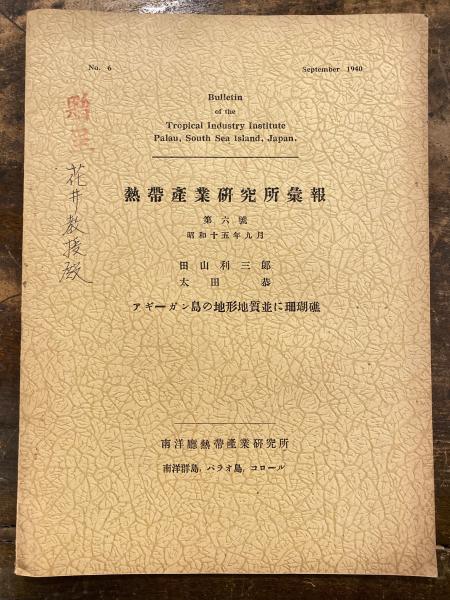 No. 6
September 1940
Bulletin
of the
Tropical Industry Institute
Palau, South Sea Island, Japan.
贈呈
花井教授殿
熱帶產業硏究所彙報
第六號
昭和十五年九月
田山利三郎
太田恭
アギーガン島の地形地質並に珊瑚礁
南洋廳熱帶產業硏究所
南洋群島，パラオ島，コロール